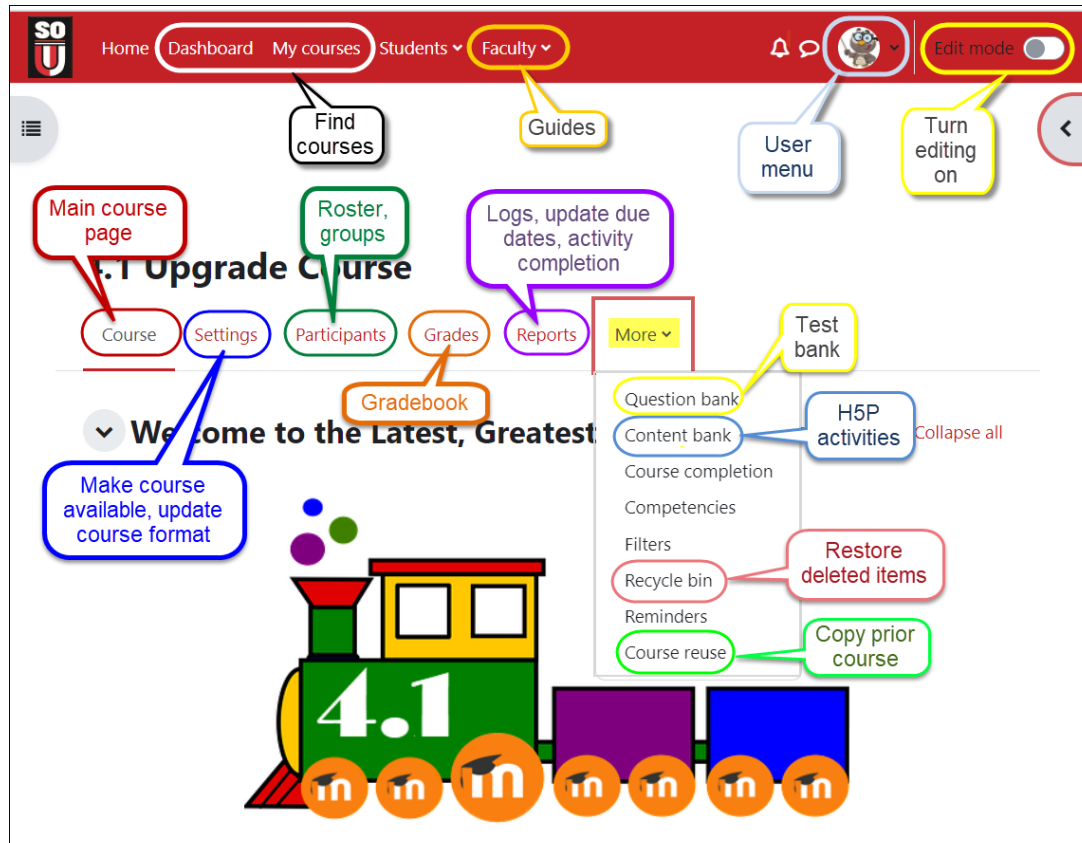 SO
U
Home Dashboard My courses Students Faculty Edit mode
Find
courses
Guides
User
menu
Turn
editing
on
Main course
page
Roster,
groups
Logs, update due
dates, activity
completion
4.1 Upgrade Course
Course Settings Participants Grades Reports More
Test
bank
Gradebook
Question bank
H5P
activities
Welcome to the Latest, Greatest
Content bank
Collapse all
Course completion
Make course
available, update
course format
Competencies
Filters
Restore
deleted items
Recycle bin
Reminders
Copy prior
course
Course reuse
4.1
m m m m m m m